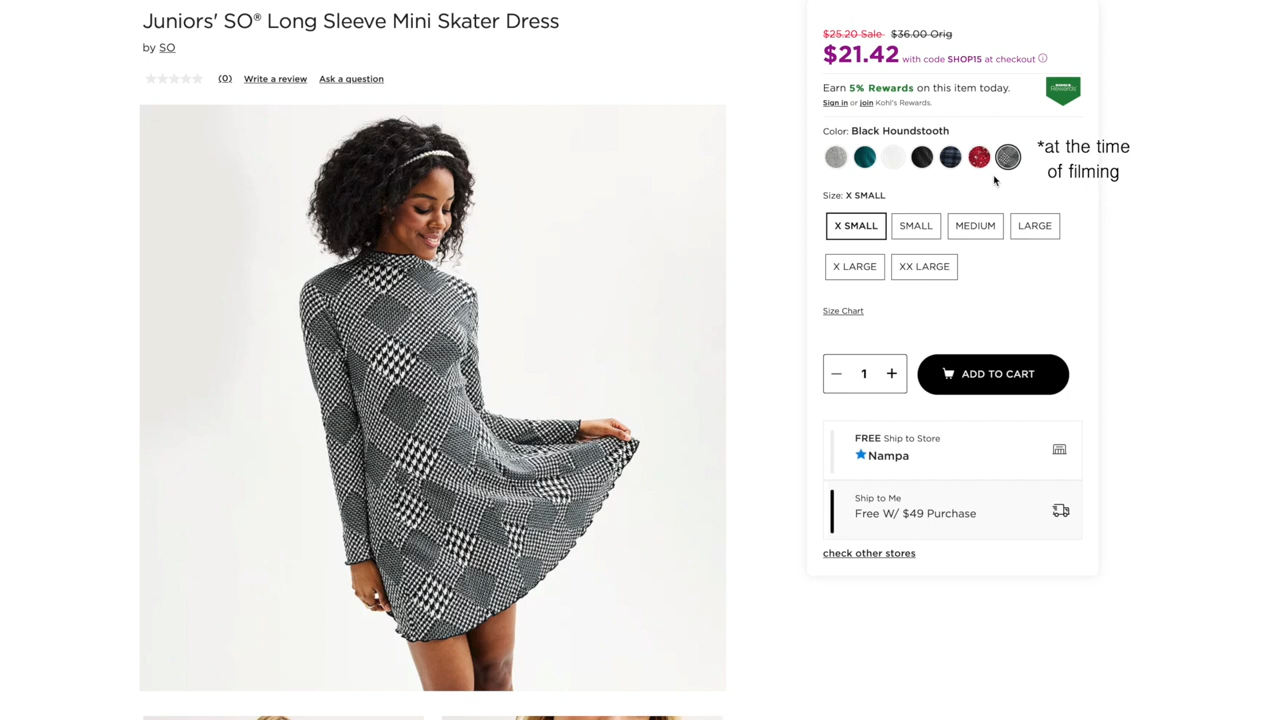 Juniors' SO® Long Sleeve Mini Skater Dress
by SO
(0) Write a review Ask a question
$25.20 Sale $36.00 Orig
$21.42 with code SHOP15 at checkout
Earn 5% Rewards on this item today.
Sign in or join Kohl's Rewards.
Color: Black Houndstooth
*at the time
of filming
Size: X SMALL
X SMALL SMALL MEDIUM LARGE
X LARGE XX LARGE
Size Chart
1 ADD TO CART
FREE Ship to Store
Nampa
Ship to Me
Free W/ $49 Purchase
check other stores